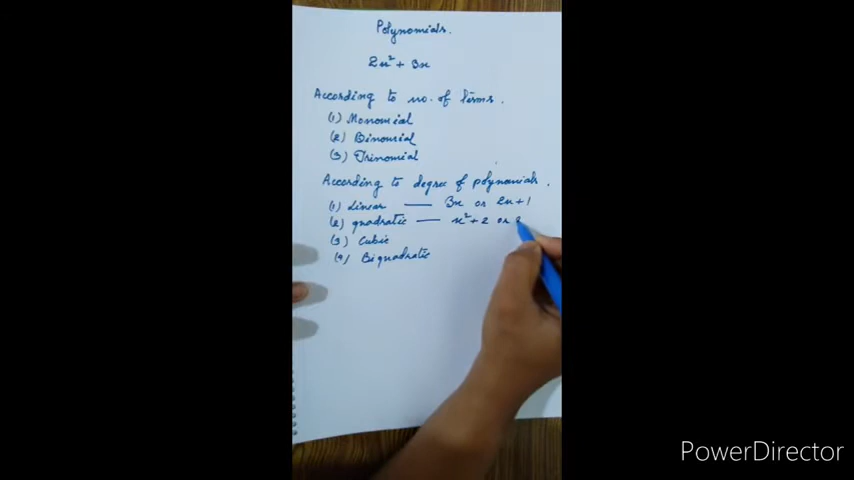 Polynomials.
2x² + 3x
According to no. of terms.
(1) Monomial
(2) Binomial
(3) Trinomial
According to degree of polynomials.
(1) Linear — 3x or 2x+1
(2) quadratic — x²+2 or
(3) Cubic
(4) Biquadratic
PowerDirector